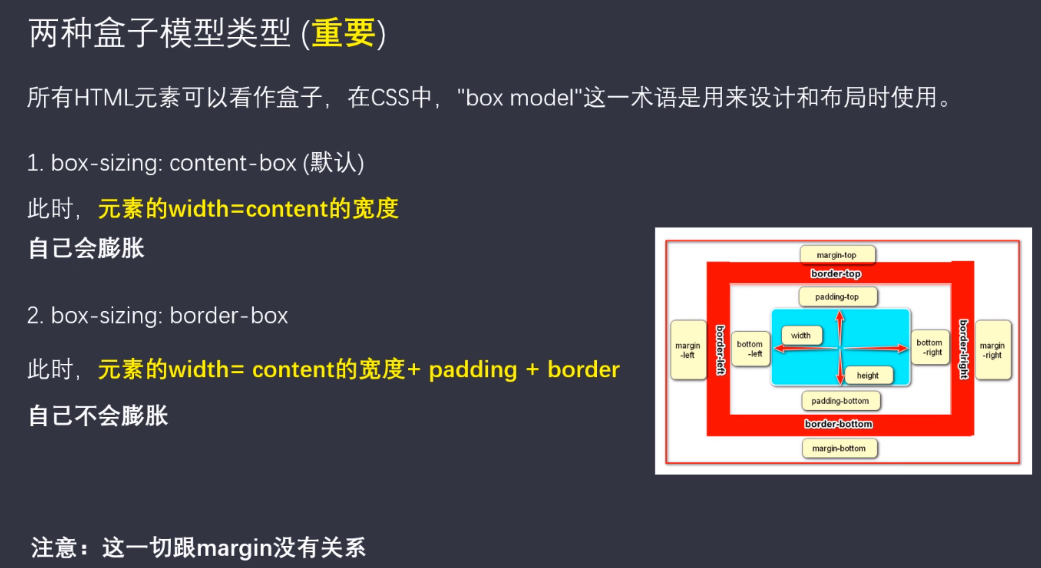 两种盒子模型类型 (重要)
所有HTML元素可以看作盒子，在CSS中，"box model"这一术语是用来设计和布局时使用。
1. box-sizing: content-box (默认)
此时，元素的width=content的宽度
自己会膨胀
2. box-sizing: border-box
此时，元素的width= content的宽度+ padding + border
自己不会膨胀
margin-top
border-top
padding-top
margin
-left
border-left
bottom
-left
width
height
bottom
-right
border-right
margin
-right
padding-bottom
border-bottom
margin-bottom
注意：这一切跟margin没有关系